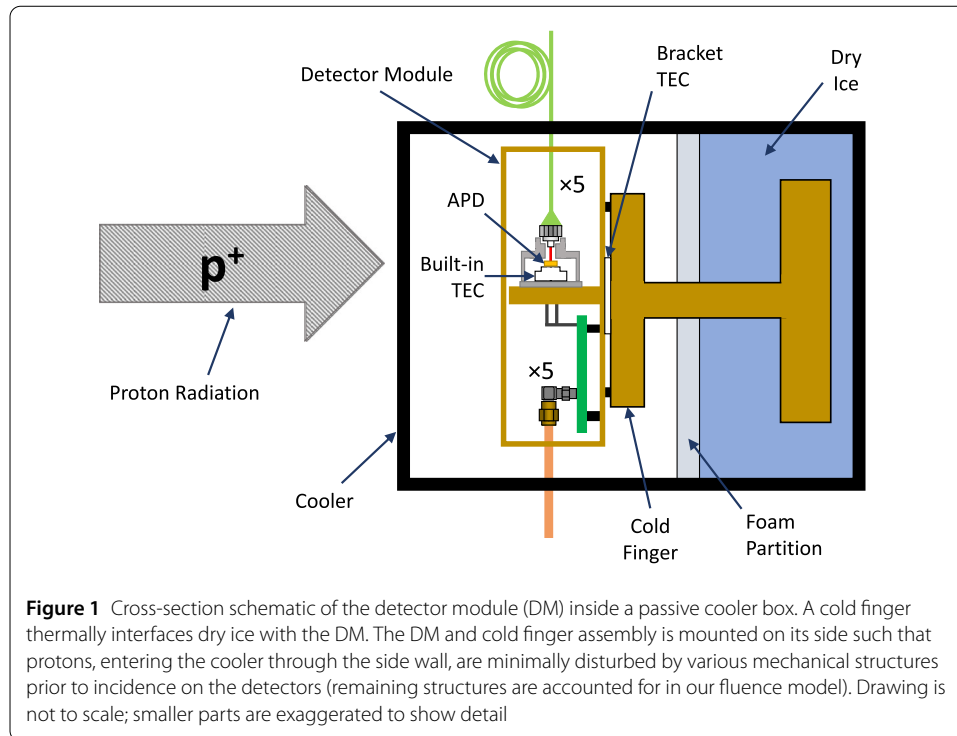 Detector Module
Bracket
TEC
Dry
Ice
×5
APD
Built-in
TEC
p⁺
×5
Proton Radiation
Cooler
Cold
Finger
Foam
Partition
Figure 1 Cross-section schematic of the detector module (DM) inside a passive cooler box. A cold finger
thermally interfaces dry ice with the DM. The DM and cold finger assembly is mounted on its side such that
protons, entering the cooler through the side wall, are minimally disturbed by various mechanical structures
prior to incidence on the detectors (remaining structures are accounted for in our fluence model). Drawing is
not to scale; smaller parts are exaggerated to show detail